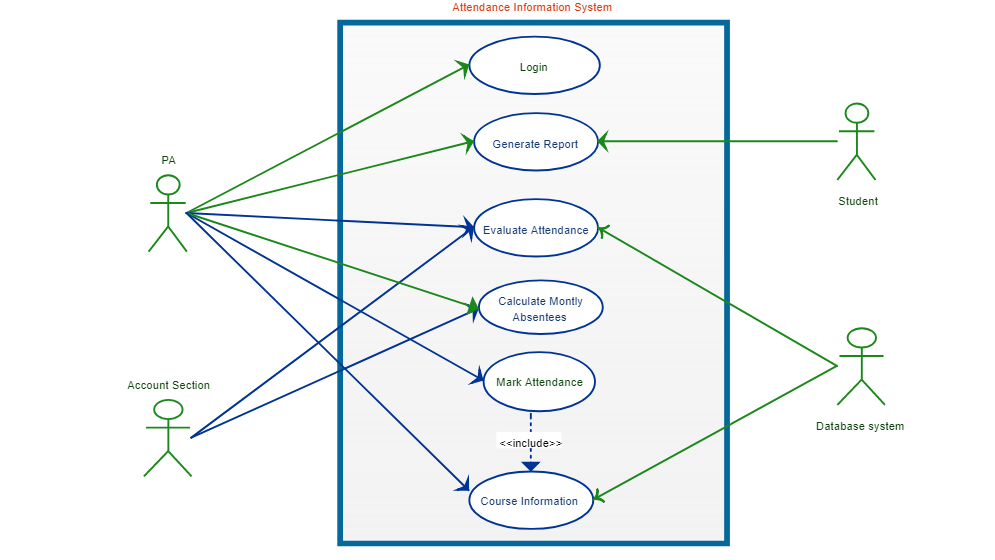 Attendance Information System
Login
Generate Report
PA
Student
Evaluate Attendance
Calculate Montly
Absentees
Account Section
Mark Attendance
Database system
<<include>>
Course Information